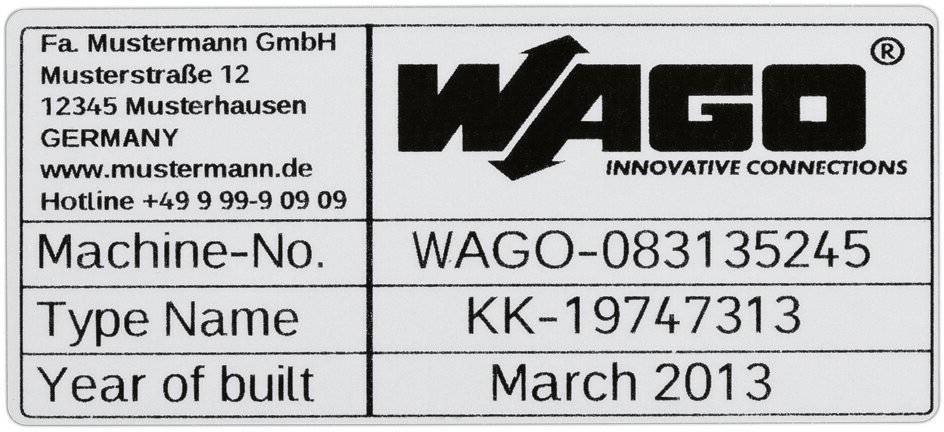 Fa. Mustermann GmbH
Musterstraße 12
12345 Musterhausen
GERMANY
www.mustermann.de
Hotline +49 9 99-9 09 09
WAGO®
INNOVATIVE CONNECTIONS
Machine-No. WAGO-083135245
Type Name KK-19747313
Year of built March 2013